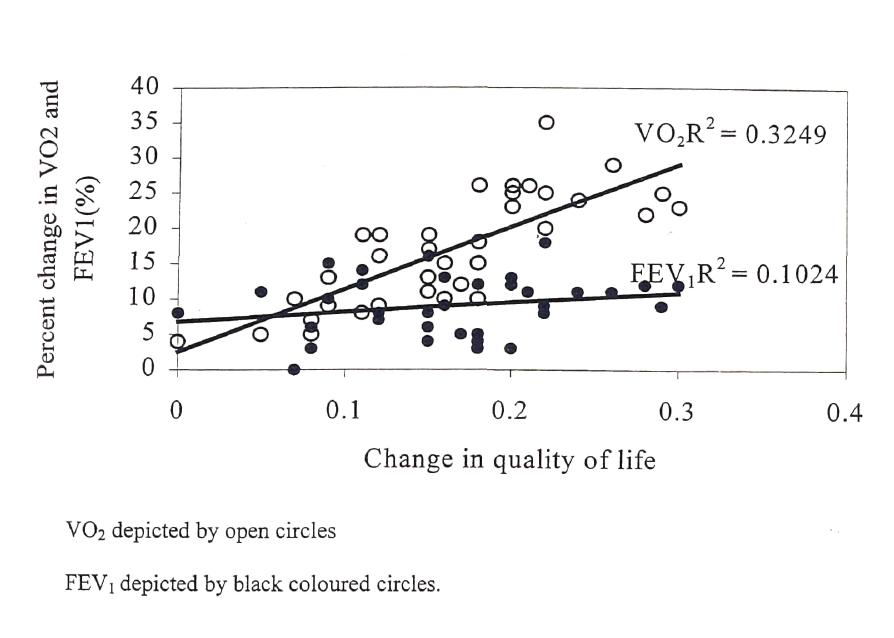 Percent change in VO2 and
FEV1(%)
40
35
30
25
20
15
10
5
0
VO₂R² = 0.3249
FEV₁R² = 0.1024
0 0.1 0.2 0.3 0.4
Change in quality of life
VO₂ depicted by open circles
FEV₁ depicted by black coloured circles.